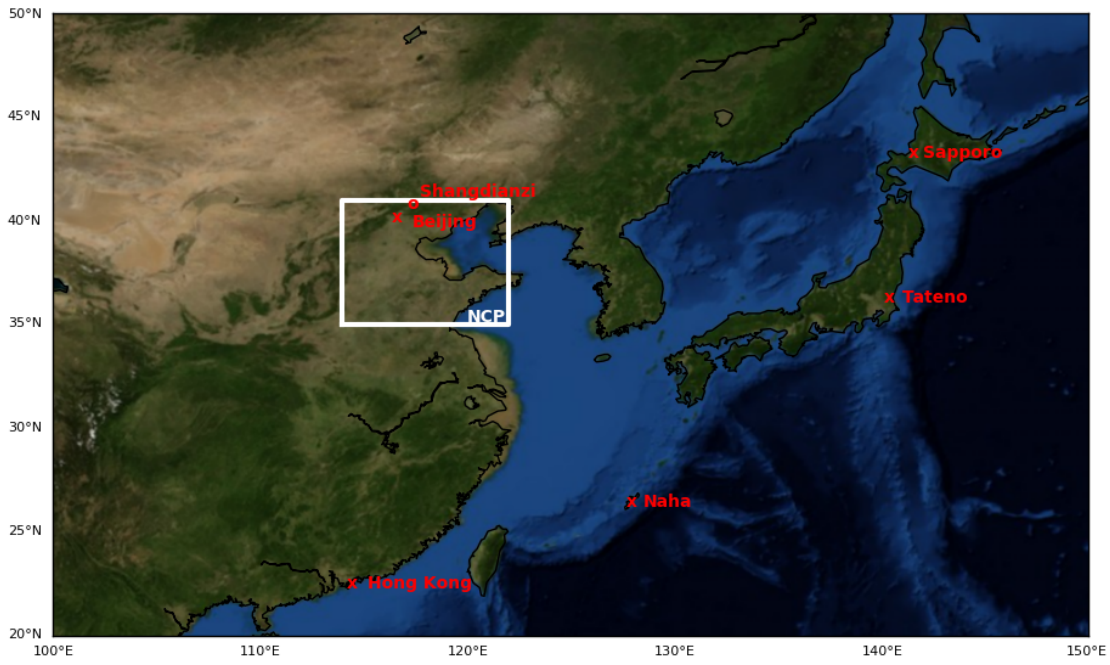 50°N
45°N
Sapporo
Shangdianzi
40°N
Beijing
Tateno
35°N
NCP
30°N
Naha
25°N
Hong Kong
20°N
100°E 110°E 120°E 130°E 140°E 150°E